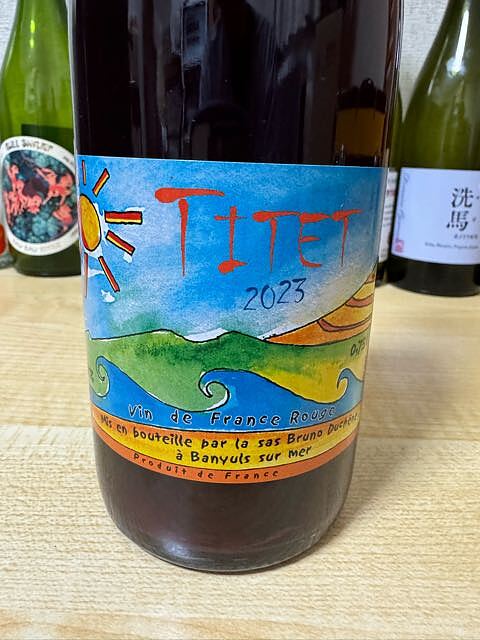 TITET
2023
Vin de France Rouge
Mis en bouteille par la sas Bruno Duchêne
à Banyuls sur mer
Produit de France
洗馬